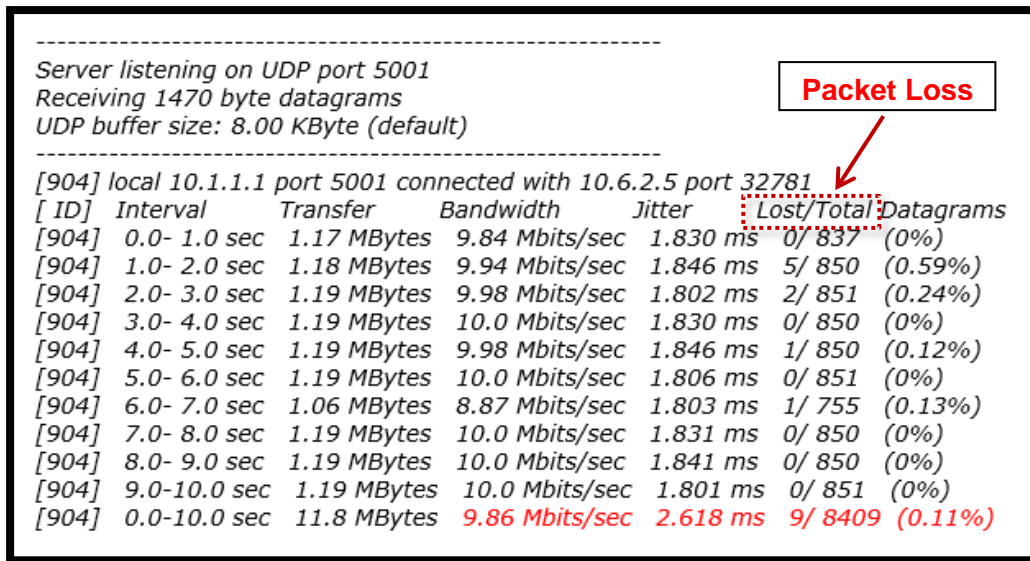 ---------------------------------------------------------------
Server listening on UDP port 5001
Receiving 1470 byte datagrams
UDP buffer size: 8.00 KByte (default)
---------------------------------------------------------------
Packet Loss
[904] local 10.1.1.1 port 5001 connected with 10.6.2.5 port 32781
[ ID] Interval Transfer Bandwidth Jitter Lost/Total Datagrams
[904] 0.0- 1.0 sec 1.17 MBytes 9.84 Mbits/sec 1.830 ms 0/ 837 (0%)
[904] 1.0- 2.0 sec 1.18 MBytes 9.94 Mbits/sec 1.846 ms 5/ 850 (0.59%)
[904] 2.0- 3.0 sec 1.19 MBytes 9.98 Mbits/sec 1.802 ms 2/ 851 (0.24%)
[904] 3.0- 4.0 sec 1.19 MBytes 10.0 Mbits/sec 1.830 ms 0/ 850 (0%)
[904] 4.0- 5.0 sec 1.19 MBytes 9.98 Mbits/sec 1.846 ms 1/ 850 (0.12%)
[904] 5.0- 6.0 sec 1.19 MBytes 10.0 Mbits/sec 1.806 ms 0/ 851 (0%)
[904] 6.0- 7.0 sec 1.06 MBytes 8.87 Mbits/sec 1.803 ms 1/ 755 (0.13%)
[904] 7.0- 8.0 sec 1.19 MBytes 10.0 Mbits/sec 1.831 ms 0/ 850 (0%)
[904] 8.0- 9.0 sec 1.19 MBytes 10.0 Mbits/sec 1.841 ms 0/ 850 (0%)
[904] 9.0-10.0 sec 1.19 MBytes 10.0 Mbits/sec 1.801 ms 0/ 851 (0%)
[904] 0.0-10.0 sec 11.8 MBytes 9.86 Mbits/sec 2.618 ms 9/ 8409 (0.11%)